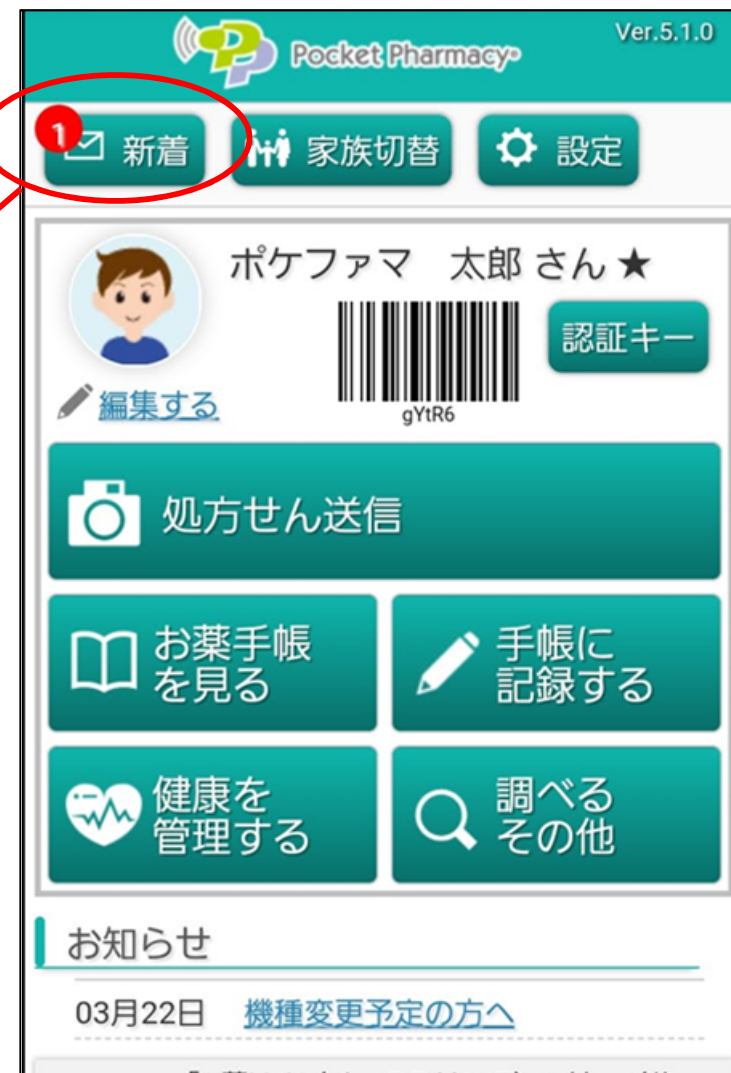 Pocket Pharmacy
Ver.5.1.0
1
新着
家族切替
設定
ポケファマ 太郎 さん ★
認証キー
編集する
gYtR6
処方せん送信
お薬手帳
を見る
手帳に
記録する
健康を
管理する
調べる
その他
お知らせ
03月22日 機種変更予定の方へ